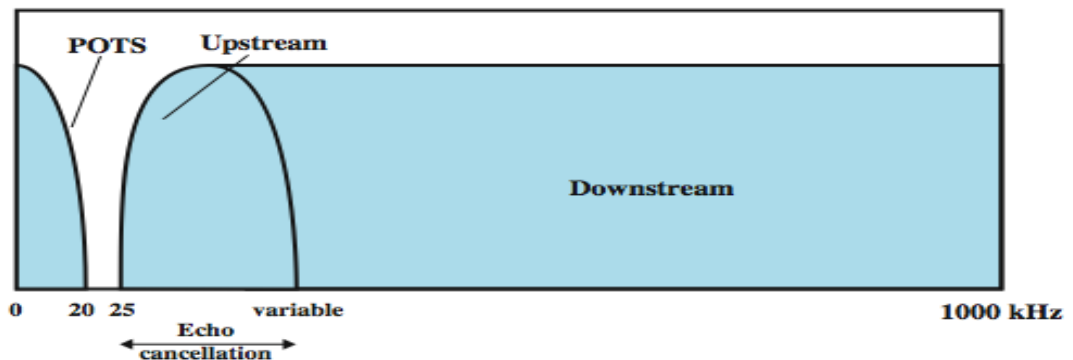 POTS
Upstream
Downstream
0 20 25 variable 1000 kHz
Echo
cancellation